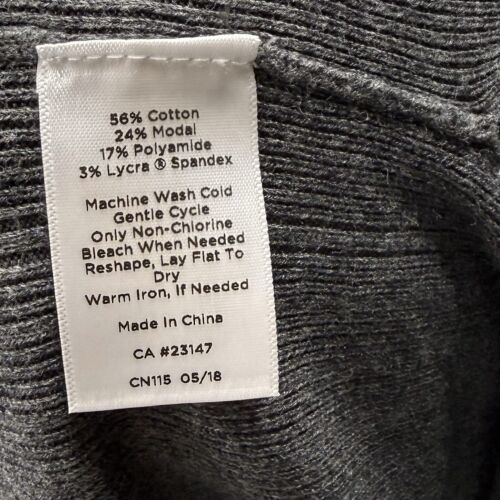 56% Cotton
24% Modal
17% Polyamide
3% Lycra ® Spandex
Machine Wash Cold
Gentle Cycle
Only Non-Chlorine
Bleach When Needed
Reshape, Lay Flat To
Dry
Warm Iron, If Needed
Made In China
CA #23147
CN115 05/18